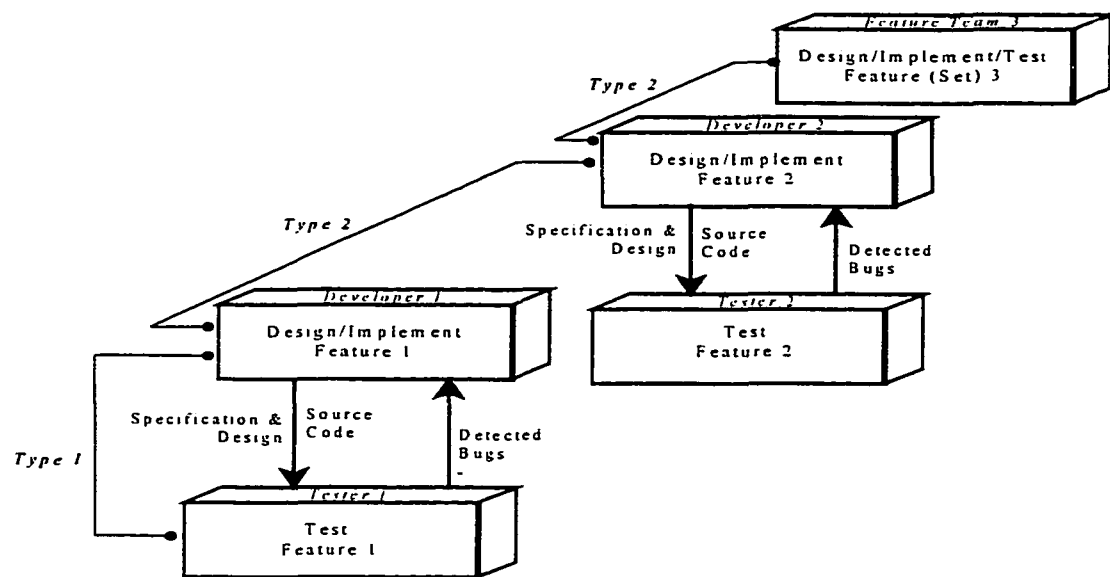 Feature Team 3
Design/Implement/Test
Feature (Set) 3
Type 2
Developer 2
Design/Implement
Feature 2
Type 2
Specification &
Design
Source
Code
Detected
Bugs
Developer 1
Design/Implement
Feature 1
Tester 2
Test
Feature 2
Specification &
Design
Source
Code
Detected
Bugs
Type 1
Tester 1
Test
Feature 1